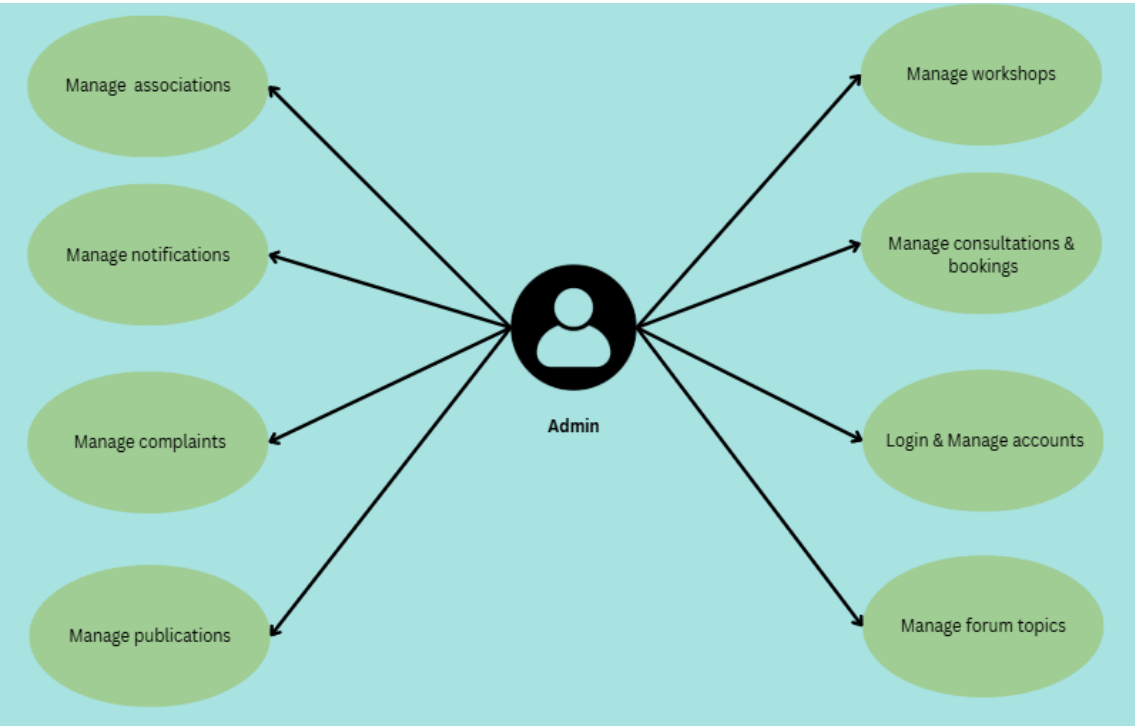 Manage associations
Manage notifications
Manage complaints
Manage publications
Admin
Manage workshops
Manage consultations &
bookings
Login & Manage accounts
Manage forum topics